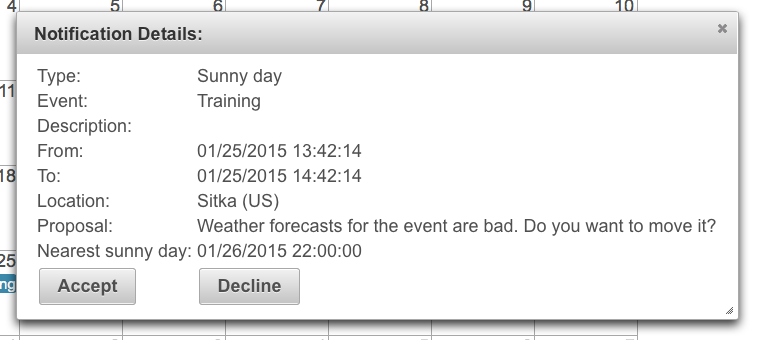 4 5 6 7 8 9 10
Notification Details:
11
Type: Sunny day
Event: Training
Description:
From: 01/25/2015 13:42:14
18
To: 01/25/2015 14:42:14
Location: Sitka (US)
Proposal: Weather forecasts for the event are bad. Do you want to move it?
Nearest sunny day: 01/26/2015 22:00:00
25
ng
Accept Decline